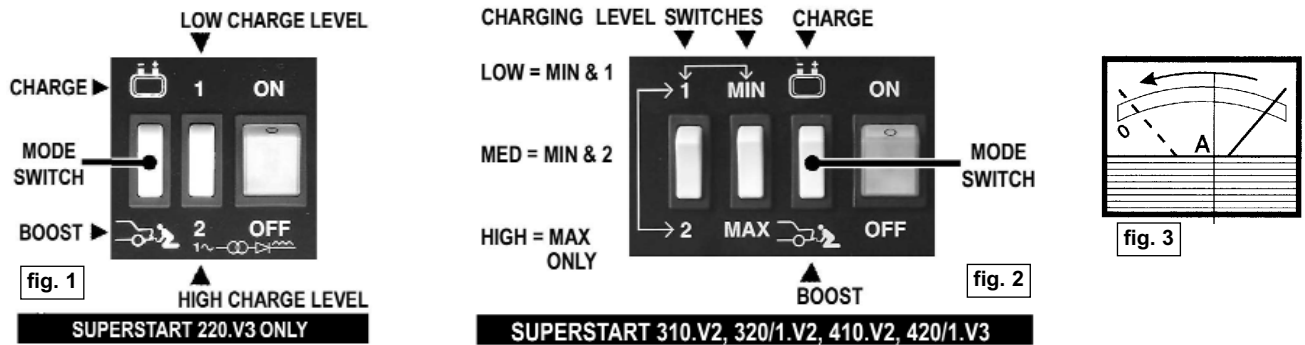 LOW CHARGE LEVEL
CHARGE
1
ON
MODE
SWITCH
BOOST
2
OFF
1~
fig. 1
HIGH CHARGE LEVEL
SUPERSTART 220.V3 ONLY
CHARGING LEVEL SWITCHES
CHARGE
LOW = MIN & 1
1
MIN
ON
MED = MIN & 2
MODE
SWITCH
HIGH = MAX
ONLY
2
MAX
OFF
fig. 2
BOOST
SUPERSTART 310.V2, 320/1.V2, 410.V2, 420/1.V3
0
A
fig. 3